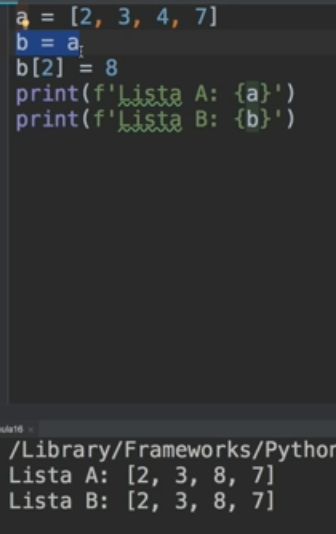 a = [2, 3, 4, 7]
b = a
b[2] = 8
print(f'Lista A: {a}')
print(f'Lista B: {b}')
ula16 ×
/Library/Frameworks/Python
Lista A: [2, 3, 8, 7]
Lista B: [2, 3, 8, 7]